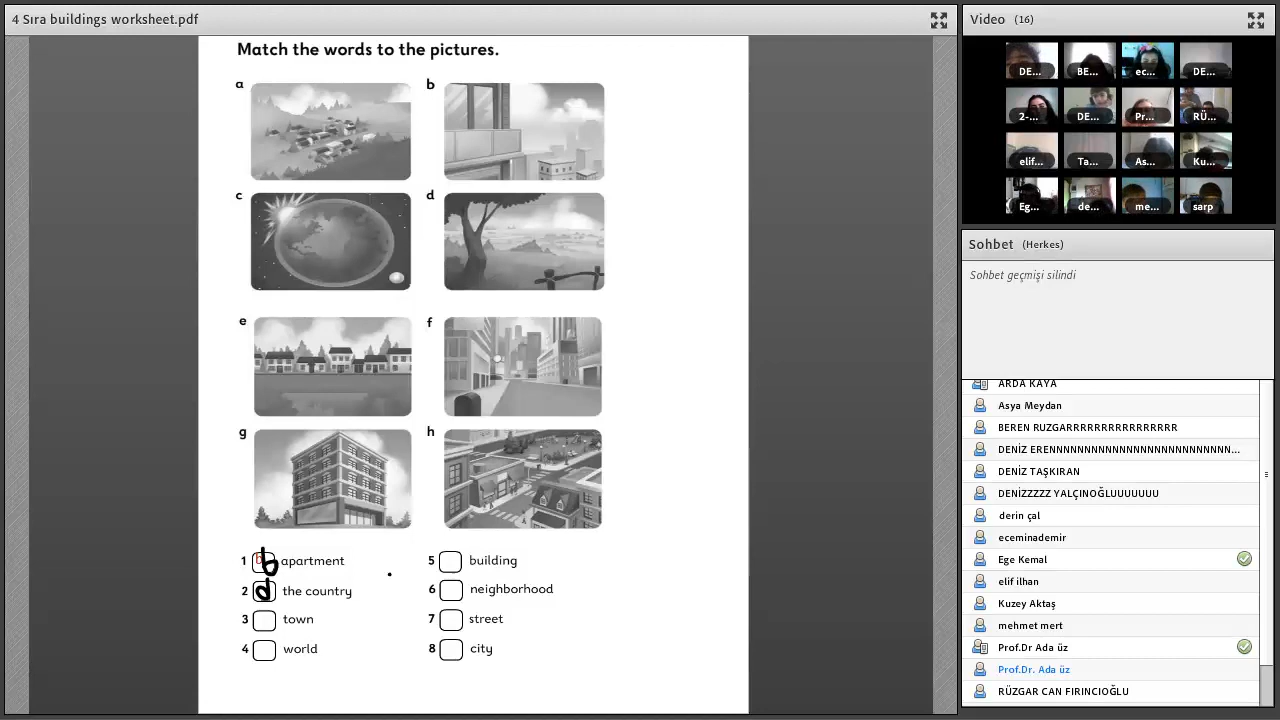 4 Sıra buildings worksheet.pdf
Match the words to the pictures.
a
b
c
d
e
f
g
h
1 b apartment
2 d the country
3 town
4 world
5 building
6 neighborhood
7 street
8 city
Video (16)
DE... BE... ec... DE...
2-... DE... Pr... RÜ...
elif... Ta... As... Ku...
Eg... de... me... sarp
Sohbet (Herkes)
Sohbet geçmişi silindi
ARDA KAYA
Asya Meydan
BEREN RUZGARRRRRRRRRRRRRRR
DENİZ ERENNNNNNNNNNNNNNNNNNNNNNNNNN...
DENİZ TAŞKIRAN
DENİZZZZZ YALÇINOĞLUUUUUUU
derin çal
eceminademir
Ege Kemal
elif ilhan
Kuzey Aktaş
mehmet mert
Prof.Dr Ada üz
Prof.Dr. Ada üz
RÜZGAR CAN FIRINCIOĞLU